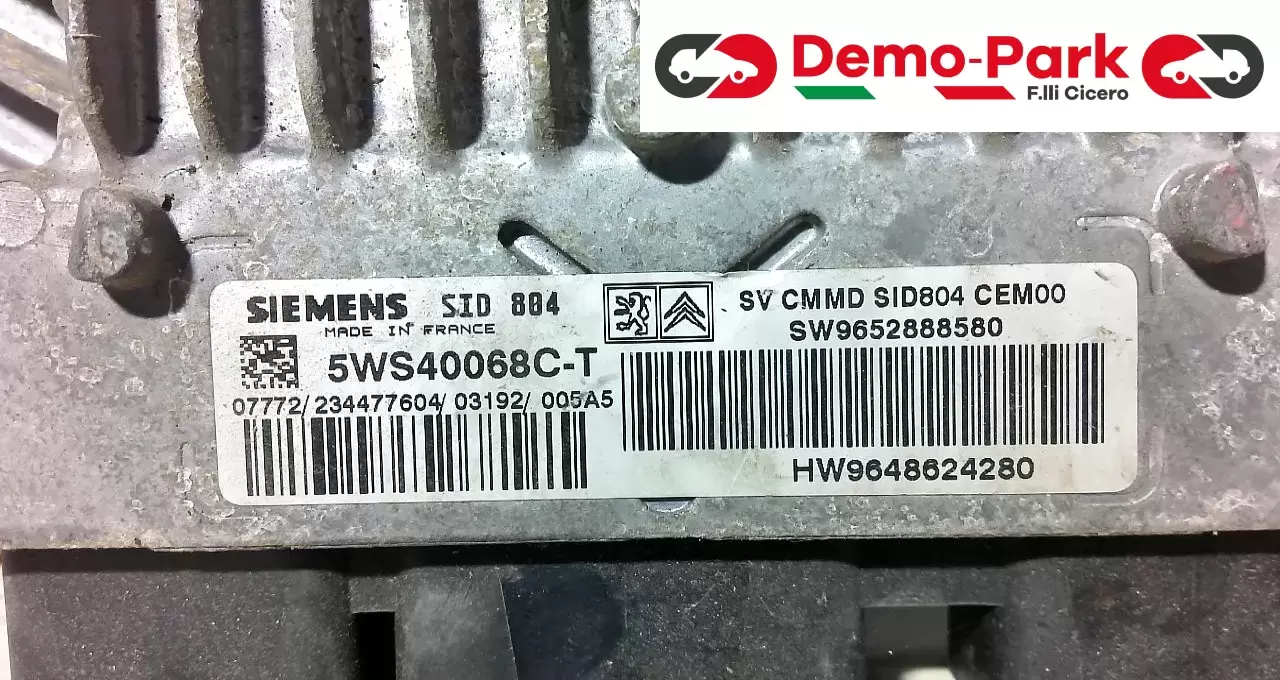 Demo-Park
F.lli Cicero
SIEMENS SID 804
MADE IN FRANCE
5WS40068C-T
07772/ 234477604/ 03192/ 005A5
SV CMMD SID804 CEM00
SW9652888580
HW9648624280